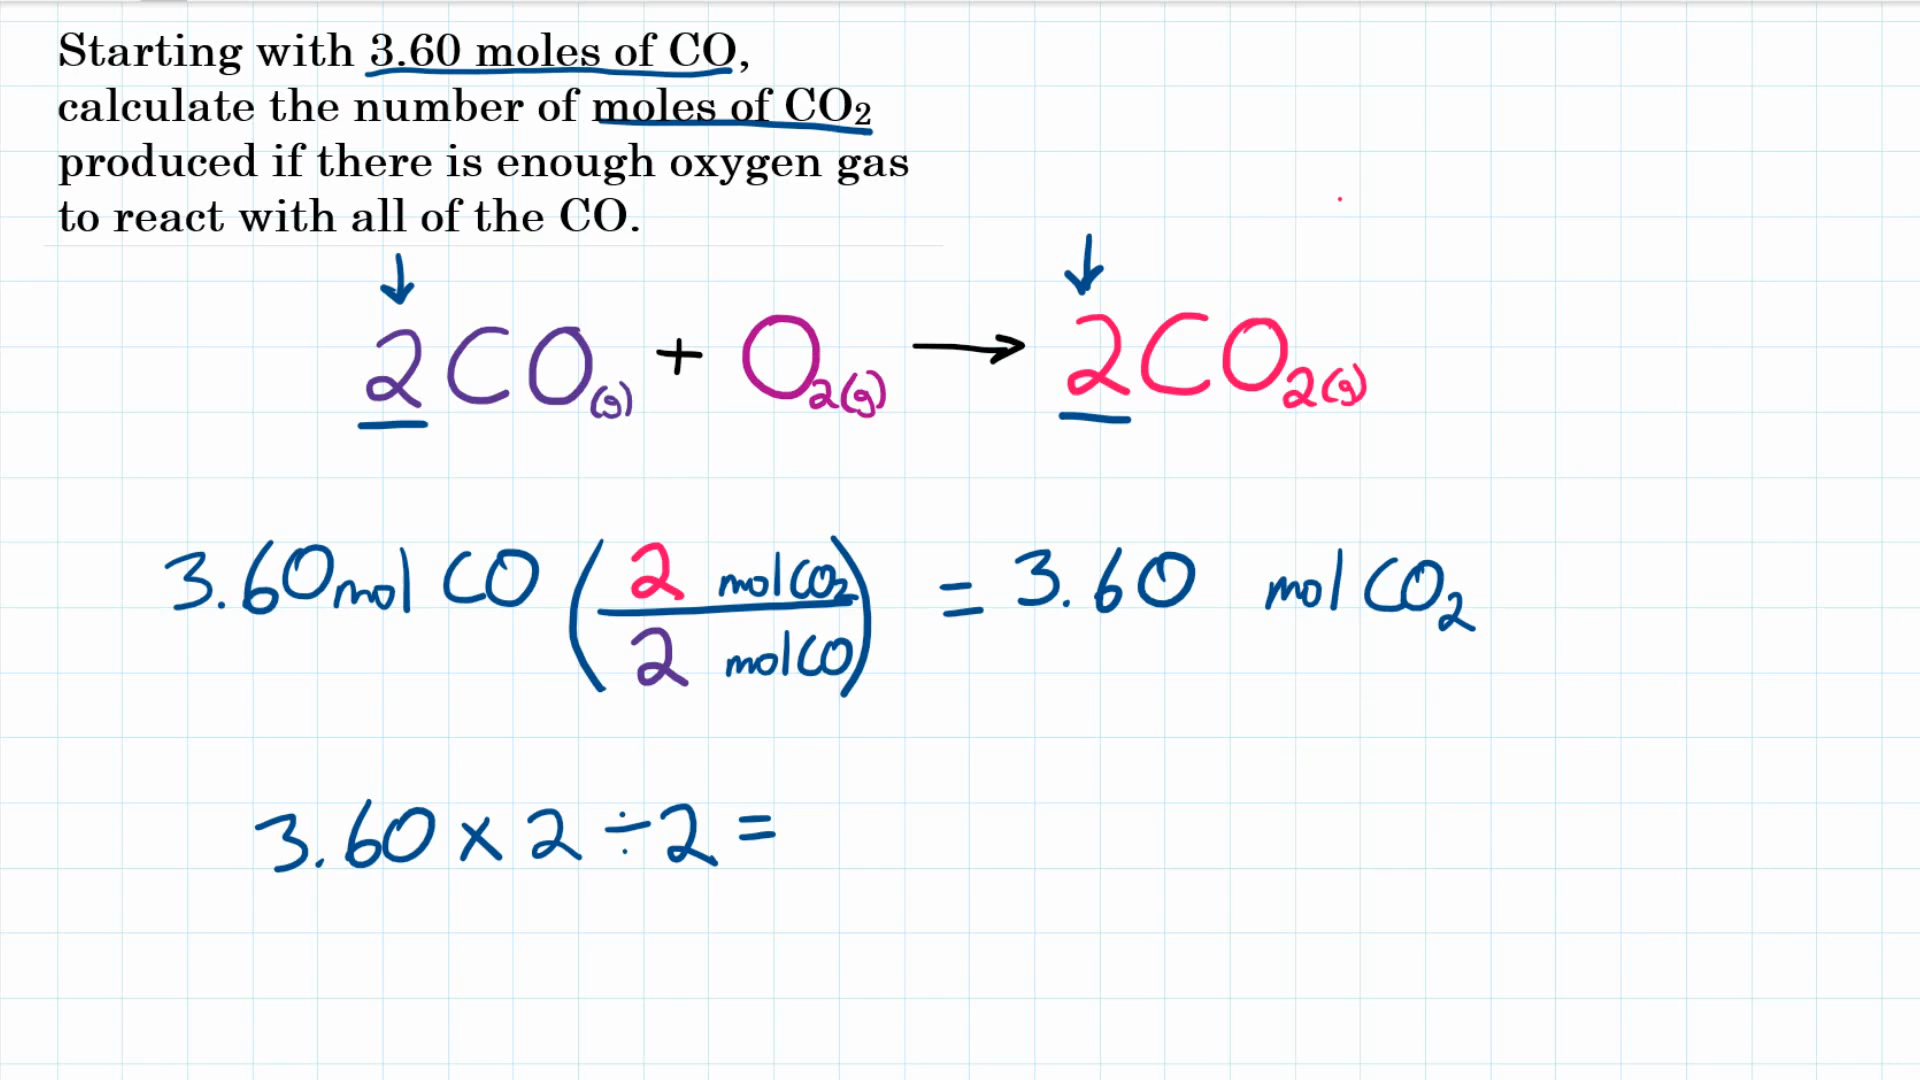 Starting with 3.60 moles of CO,
calculate the number of moles of CO₂
produced if there is enough oxygen gas
to react with all of the CO.
2CO(g) + O₂(g) → 2CO₂(g)
3.60 mol CO (2 mol CO₂ / 2 mol CO) = 3.60 mol CO₂
3.60 × 2 ÷ 2 =